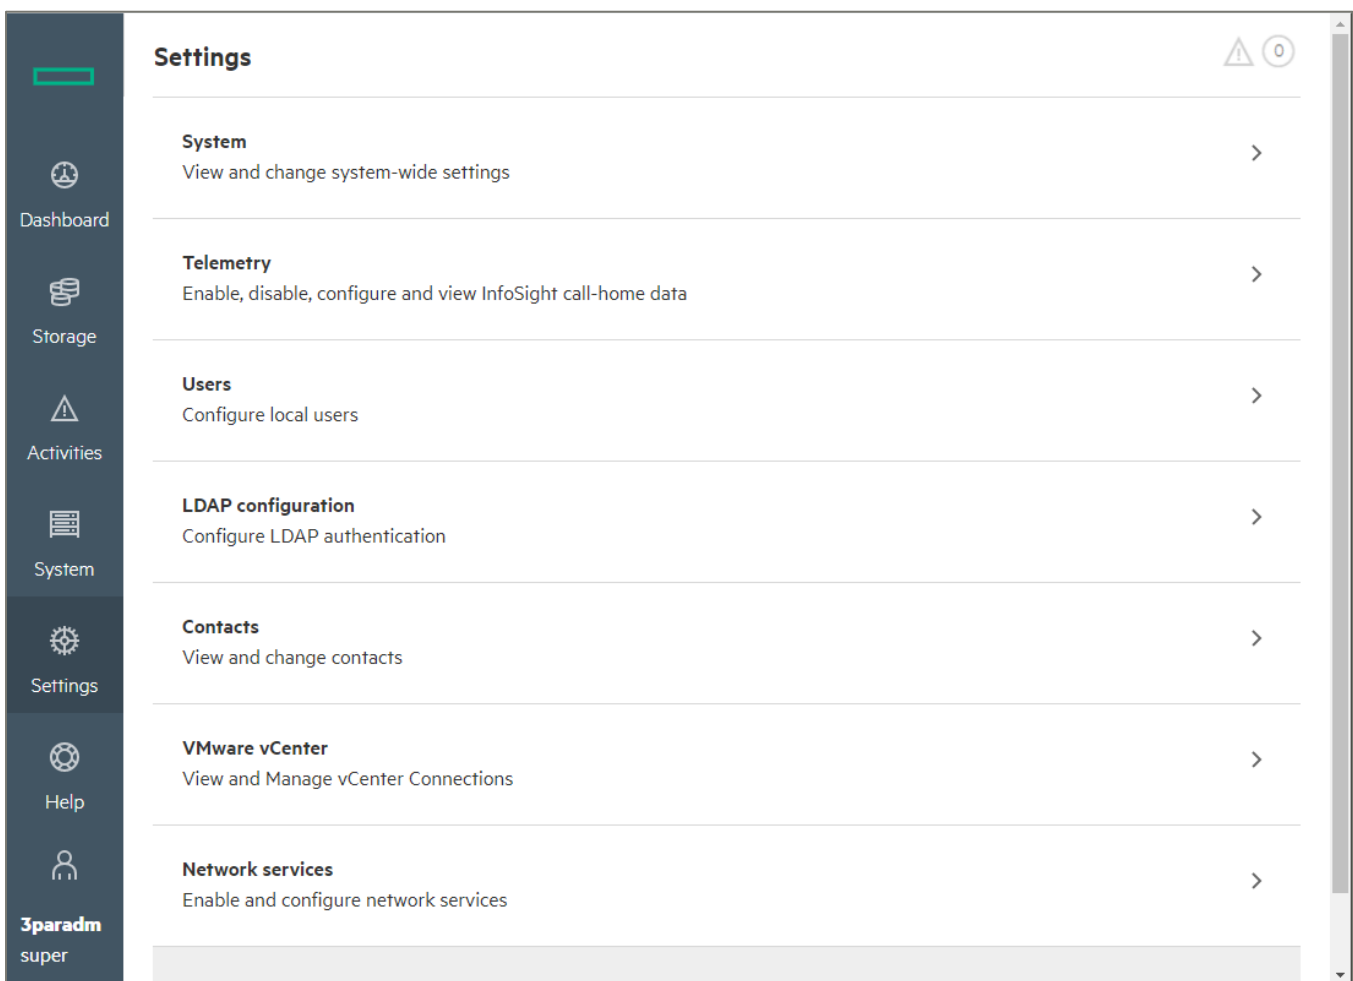 Settings
0
System
View and change system-wide settings
Dashboard
Telemetry
Enable, disable, configure and view InfoSight call-home data
Storage
Users
Configure local users
Activities
LDAP configuration
Configure LDAP authentication
System
Contacts
View and change contacts
Settings
VMware vCenter
View and Manage vCenter Connections
Help
Network services
Enable and configure network services
3paradm
super